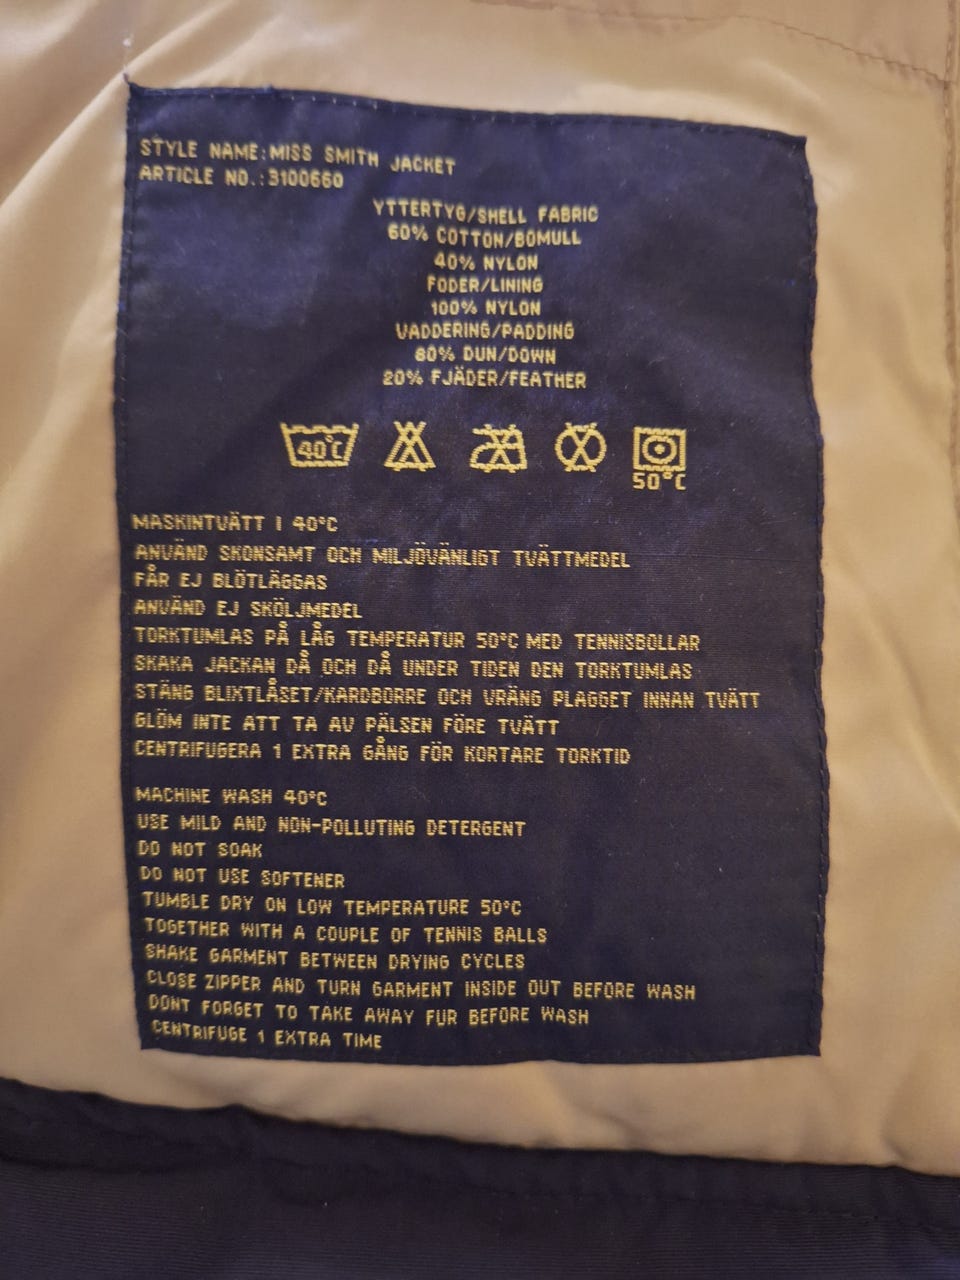 STYLE NAME:MISS SMITH JACKET
ARTICLE NO.:3100660
YTTERTYG/SHELL FABRIC
60% COTTON/BOMULL
40% NYLON
FODER/LINING
100% NYLON
VADDERING/PADDING
80% DUN/DOWN
20% FJÄDER/FEATHER
40°C
50°C
MASKINTVÄTT I 40°C
ANVÄND SKONSAMT OCH MILJÖVÄNLIGT TVÄTTMEDEL
FÅR EJ BLÖTLÄGGAS
ANVÄND EJ SKÖLJMEDEL
TORKTUMLAS PÅ LÅG TEMPERATUR 50°C MED TENNISBOLLAR
SKAKA JACKAN DÅ OCH DÅ UNDER TIDEN DEN TORKTUMLAS
STÄNG BLIXTLÅSET/KARDBORRE OCH VRÄNG PLAGGET INNAN TVÄTT
GLÖM INTE ATT TA AV PÄLSEN FÖRE TVÄTT
CENTRIFUGERA 1 EXTRA GÅNG FÖR KORTARE TORKTID
MACHINE WASH 40°C
USE MILD AND NON-POLLUTING DETERGENT
DO NOT SOAK
DO NOT USE SOFTENER
TUMBLE DRY ON LOW TEMPERATURE 50°C
TOGETHER WITH A COUPLE OF TENNIS BALLS
SHAKE GARMENT BETWEEN DRYING CYCLES
CLOSE ZIPPER AND TURN GARMENT INSIDE OUT BEFORE WASH
DONT FORGET TO TAKE AWAY FUR BEFORE WASH
CENTRIFUGE 1 EXTRA TIME